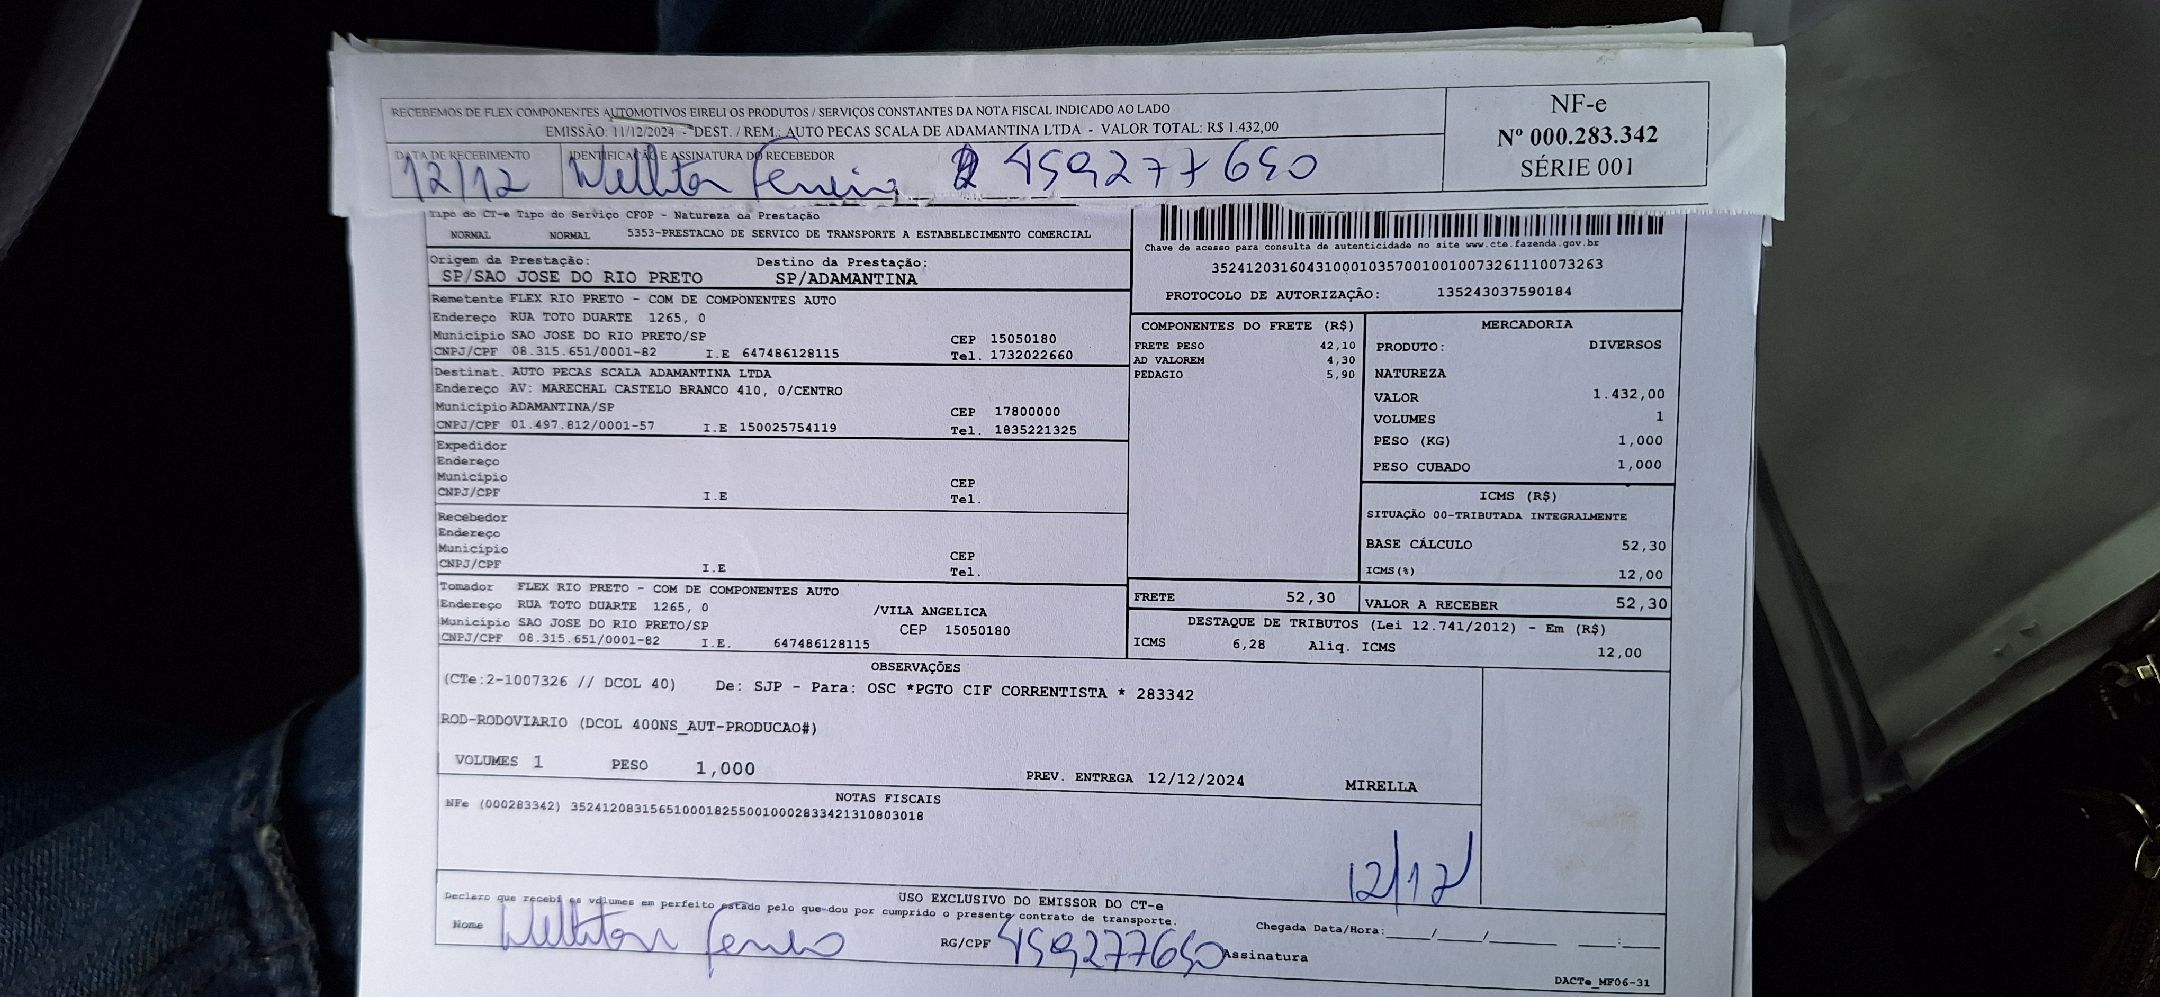 RECEBEMOS DE FLEX COMPONENTES AUTOMOTIVOS EIRELI OS PRODUTOS / SERVIÇOS CONSTANTES DA NOTA FISCAL INDICADO AO LADO
EMISSÃO: 11/12/2024 - DEST. / REM.: AUTO PECAS SCALA DE ADAMANTINA LTDA - VALOR TOTAL: R$ 1.432,00
NF-e
Nº 000.283.342
SÉRIE 001
DATA DE RECEBIMENTO
12/12
IDENTIFICAÇÃO E ASSINATURA DO RECEBEDOR
Welliton Ferreira 459277650
Tipo do CT-e Tipo do Serviço CFOP - Natureza da Prestação
NORMAL NORMAL 5353-PRESTACAO DE SERVICO DE TRANSPORTE A ESTABELECIMENTO COMERCIAL
Origem da Prestação: Destino da Prestação:
SP/SAO JOSE DO RIO PRETO SP/ADAMANTINA
Chave de acesso para consulta de autenticidade no site www.cte.fazenda.gov.br
35241203160431000103570010010073261110073263
PROTOCOLO DE AUTORIZAÇÃO: 135243037590184
Remetente FLEX RIO PRETO - COM DE COMPONENTES AUTO
Endereço RUA TOTO DUARTE 1265, 0
Município SAO JOSE DO RIO PRETO/SP CEP 15050180
CNPJ/CPF 08.315.651/0001-82 I.E 647486128115 Tel. 1732022660
Destinat. AUTO PECAS SCALA ADAMANTINA LTDA
Endereço AV: MARECHAL CASTELO BRANCO 410, 0/CENTRO
Município ADAMANTINA/SP CEP 17800000
CNPJ/CPF 01.497.812/0001-57 I.E 150025754119 Tel. 1835221325
Expedidor
Endereço
Município CEP
CNPJ/CPF I.E Tel.
Recebedor
Endereço
Município CEP
CNPJ/CPF I.E Tel.
Tomador FLEX RIO PRETO - COM DE COMPONENTES AUTO
Endereço RUA TOTO DUARTE 1265, 0 /VILA ANGELICA
Município SAO JOSE DO RIO PRETO/SP CEP 15050180
CNPJ/CPF 08.315.651/0001-82 I.E. 647486128115
COMPONENTES DO FRETE (R$)
FRETE PESO 42,10
AD VALOREM 4,30
PEDAGIO 5,90
MERCADORIA
PRODUTO: DIVERSOS
NATUREZA
VALOR 1.432,00
VOLUMES 1
PESO (KG) 1,000
PESO CUBADO 1,000
ICMS (R$)
SITUAÇÃO 00-TRIBUTADA INTEGRALMENTE
BASE CÁLCULO 52,30
ICMS(%) 12,00
FRETE 52,30 VALOR A RECEBER 52,30
DESTAQUE DE TRIBUTOS (Lei 12.741/2012) - Em (R$)
ICMS 6,28 Aliq. ICMS 12,00
OBSERVAÇÕES
(CTe:2-1007326 // DCOL 40) De: SJP - Para: OSC *PGTO CIF CORRENTISTA * 283342
ROD-RODOVIARIO (DCOL 400NS_AUT-PRODUCAO#)
VOLUMES 1 PESO 1,000 PREV. ENTREGA 12/12/2024 MIRELLA
NOTAS FISCAIS
NFe (000283342) 35241208315651000182550010002833421310803018
12/12
USO EXCLUSIVO DO EMISSOR DO CT-e
Declaro que recebi os volumes em perfeito estado pelo que dou por cumprido o presente contrato de transporte.
Nome Wellitan RG/CPF 459277650 Assinatura
Chegada Data/Hora:____/____/______ ___:____
DACTe_MF06-31